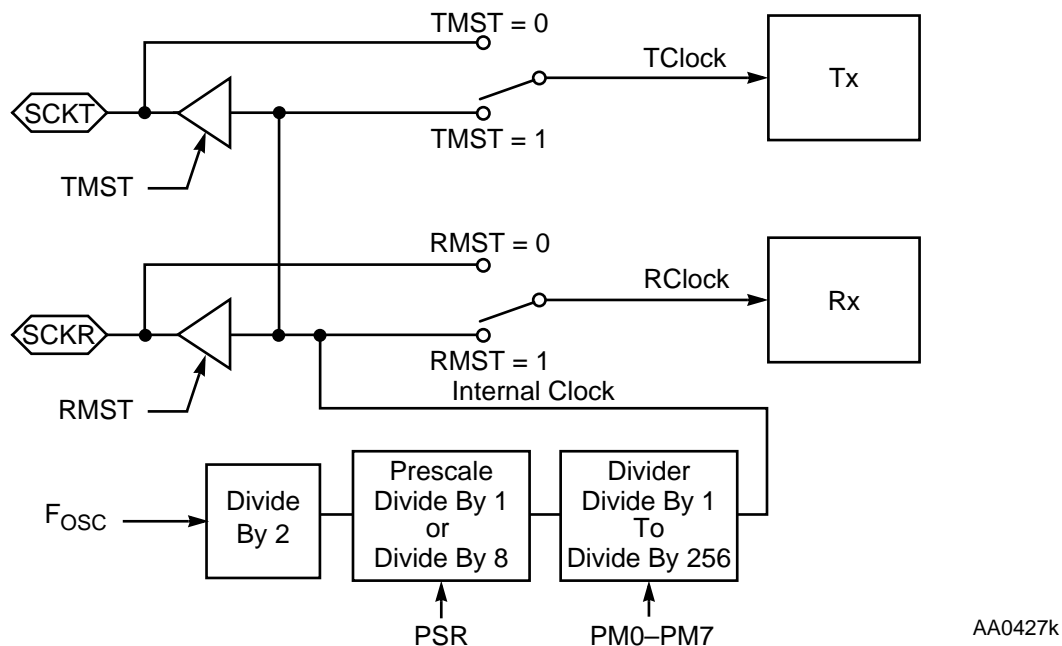 TMST = 0
TClock
Tx
SCKT
TMST = 1
TMST
RMST = 0
RClock
Rx
SCKR
RMST = 1
RMST
Internal Clock
FOSC
Divide
By 2
Prescale
Divide By 1
or
Divide By 8
Divider
Divide By 1
To
Divide By 256
PSR
PM0–PM7
AA0427k